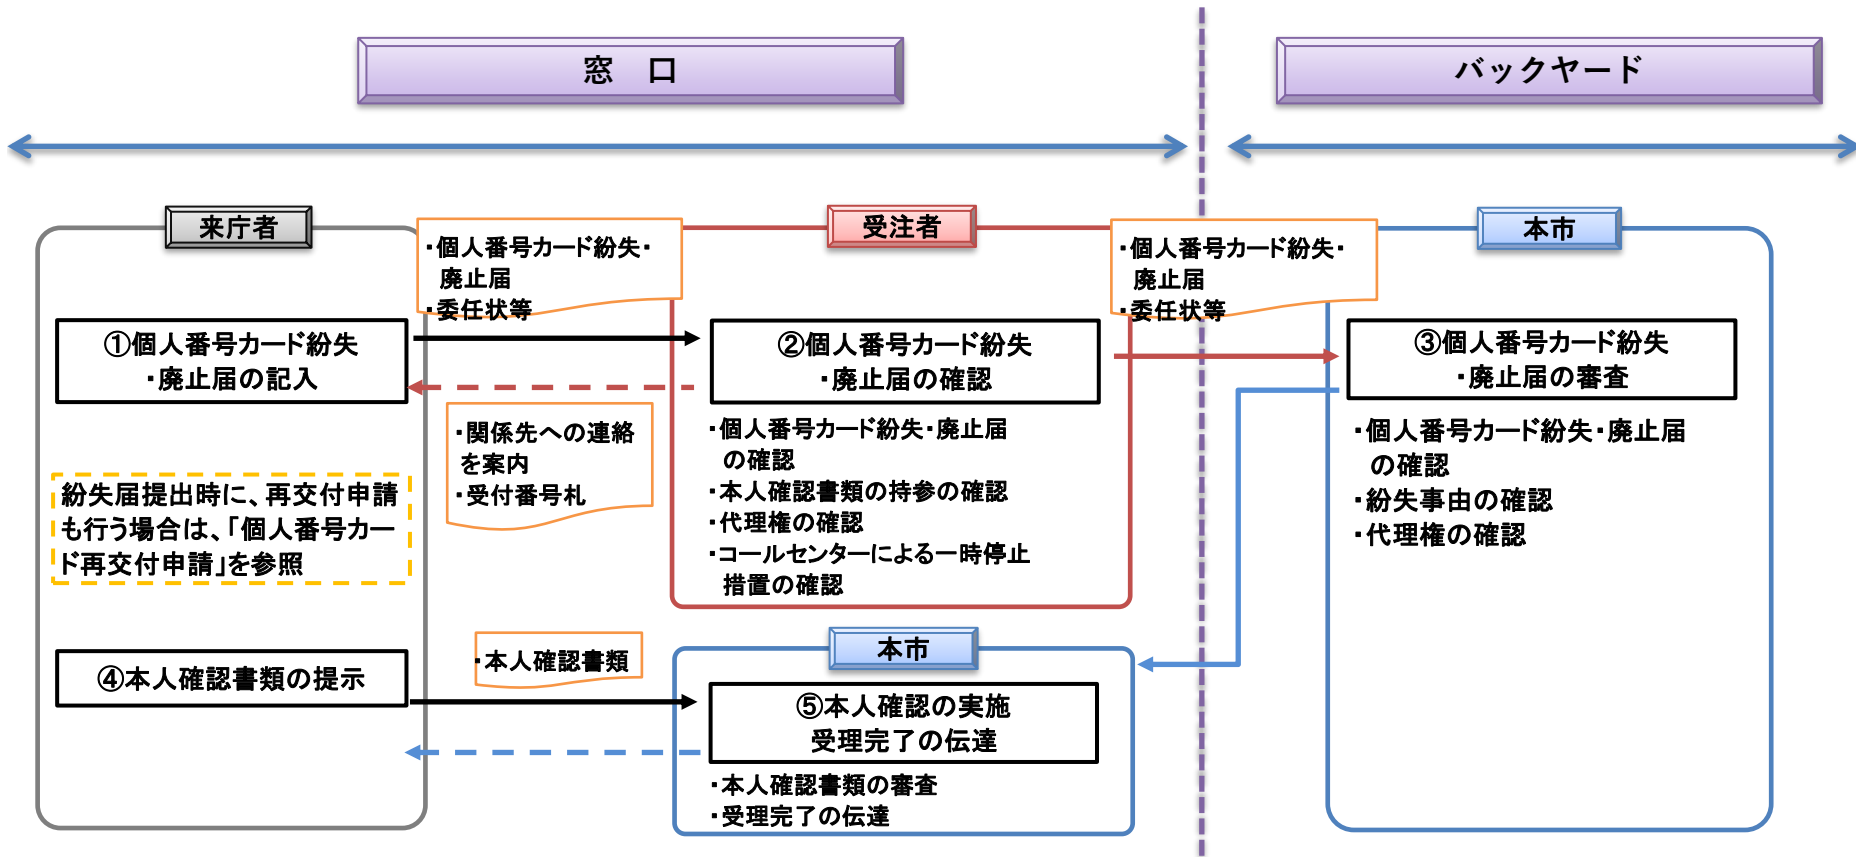 窓　口
バックヤード
来庁者
受注者
本市
・個人番号カード紛失・
廃止届
・委任状等
・個人番号カード紛失・
廃止届
・委任状等
①個人番号カード紛失
・廃止届の記入
②個人番号カード紛失
・廃止届の確認
③個人番号カード紛失
・廃止届の審査
・関係先への連絡
を案内
・受付番号札
・個人番号カード紛失・廃止届
の確認
・本人確認書類の持参の確認
・代理権の確認
・コールセンターによる一時停止
措置の確認
・個人番号カード紛失・廃止届
の確認
・紛失事由の確認
・代理権の確認
紛失届提出時に、再交付申請
も行う場合は、「個人番号カー
ド再交付申請」を参照
本市
④本人確認書類の提示
・本人確認書類
⑤本人確認の実施
受理完了の伝達
・本人確認書類の審査
・受理完了の伝達